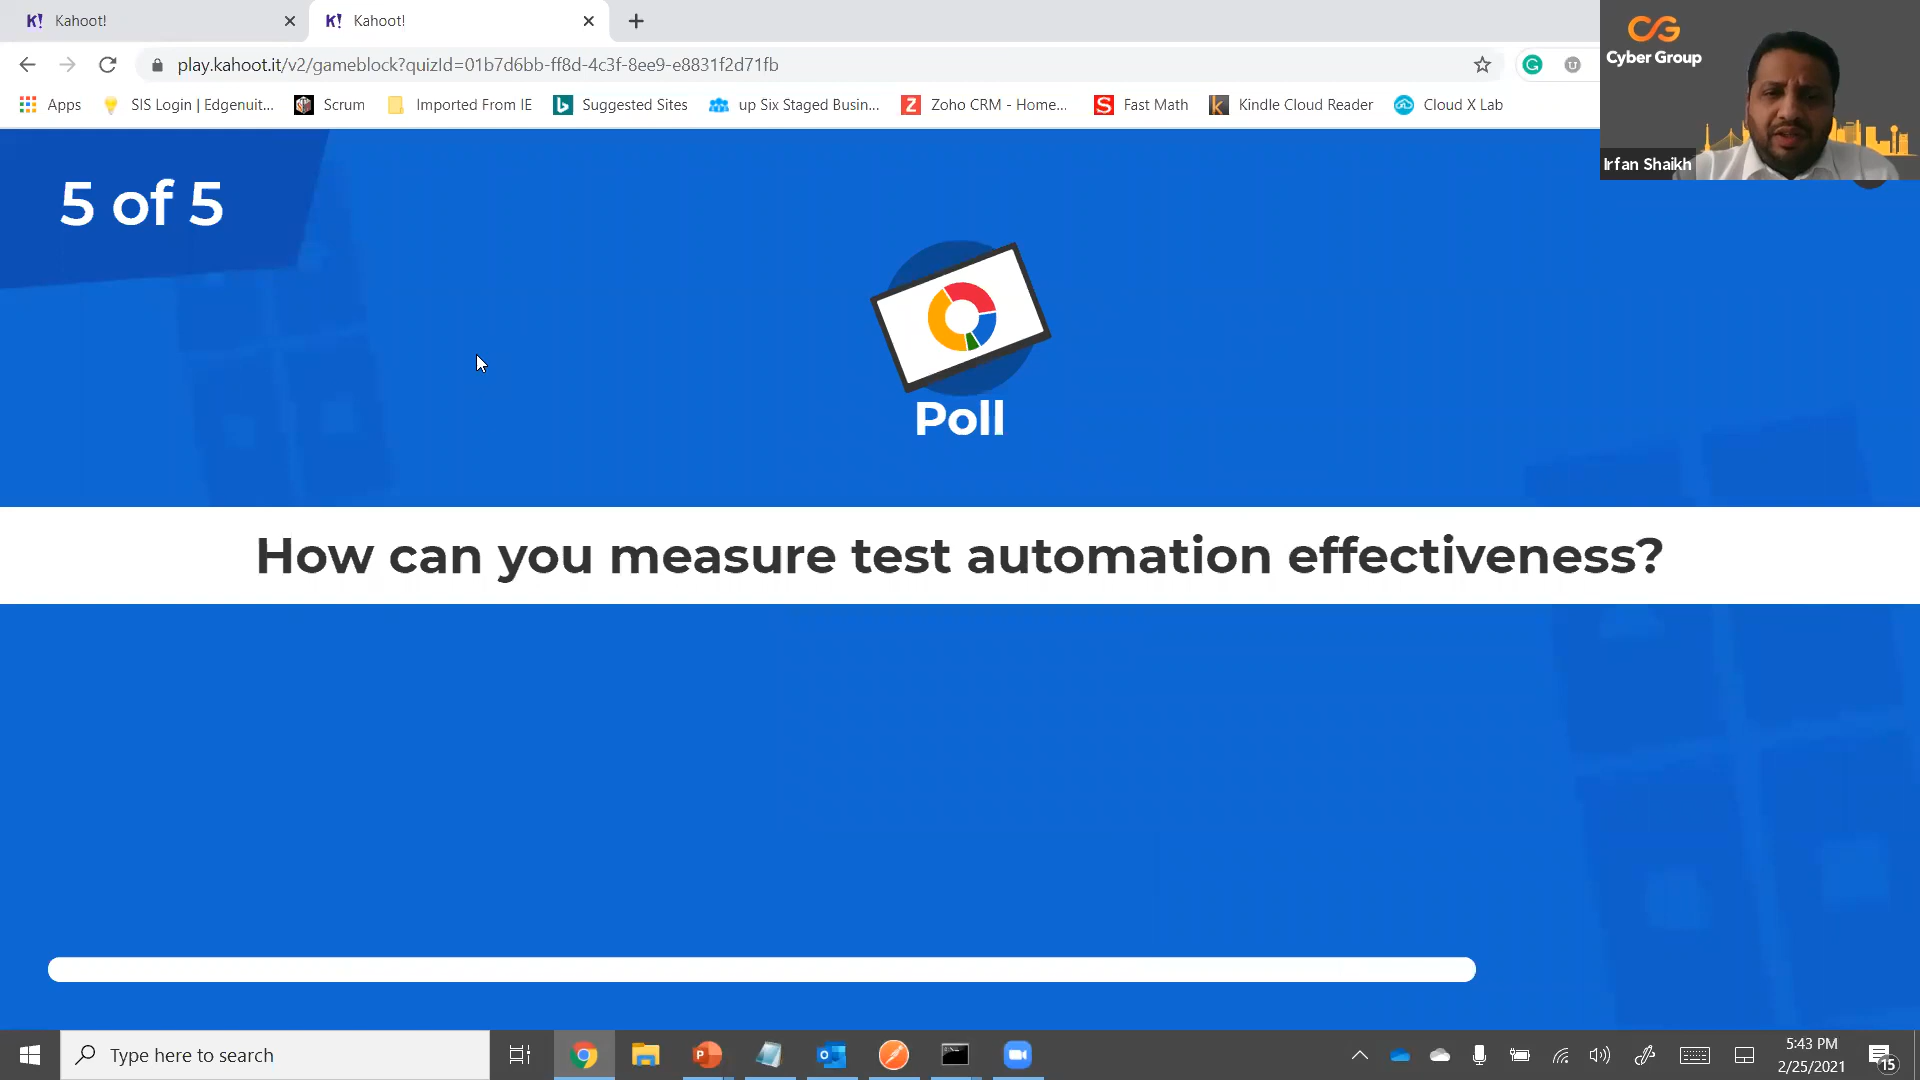 K! Kahoot!
K! Kahoot!
play.kahoot.it/v2/gameblock?quizId=01b7d6bb-ff8d-4c3f-8ee9-e8831f2d71fb
Apps
SIS Login | Edgenuit...
Scrum
Imported From IE
Suggested Sites
up Six Staged Busin...
Zoho CRM - Home...
Fast Math
Kindle Cloud Reader
Cloud X Lab
CG
Cyber Group
Irfan Shaikh
5 of 5
Poll
How can you measure test automation effectiveness?
Type here to search
5:43 PM
2/25/2021
15